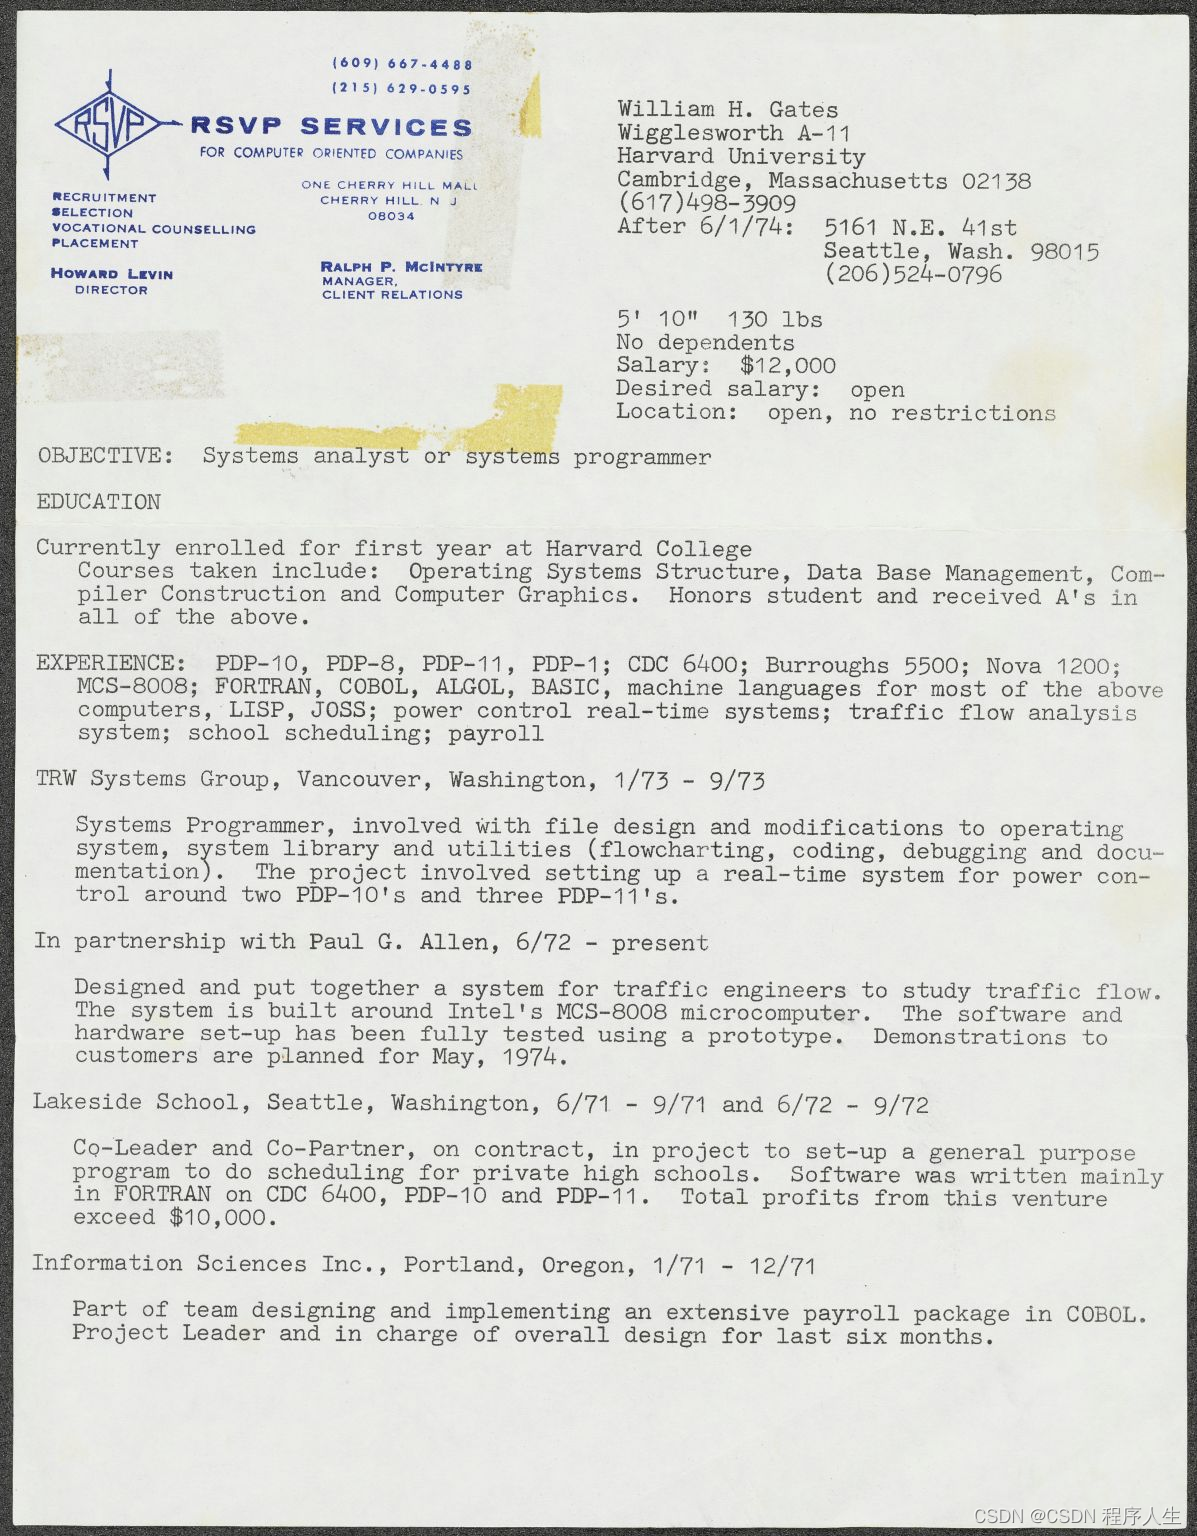 (609) 667-4488
(215) 629-0595
RSVP
RSVP SERVICES
FOR COMPUTER ORIENTED COMPANIES
ONE CHERRY HILL MALL
CHERRY HILL. N J
08034
RECRUITMENT
SELECTION
VOCATIONAL COUNSELLING
PLACEMENT
HOWARD LEVIN
DIRECTOR
RALPH P. MCINTYRE
MANAGER,
CLIENT RELATIONS
William H. Gates
Wigglesworth A-11
Harvard University
Cambridge, Massachusetts 02138
(617)498-3909
After 6/1/74: 5161 N.E. 41st
Seattle, Wash. 98015
(206)524-0796
5' 10" 130 lbs
No dependents
Salary: $12,000
Desired salary: open
Location: open, no restrictions
OBJECTIVE: Systems analyst or systems programmer
EDUCATION
Currently enrolled for first year at Harvard College
Courses taken include: Operating Systems Structure, Data Base Management, Com-
piler Construction and Computer Graphics. Honors student and received A's in
all of the above.
EXPERIENCE: PDP-10, PDP-8, PDP-11, PDP-1; CDC 6400; Burroughs 5500; Nova 1200;
MCS-8008; FORTRAN, COBOL, ALGOL, BASIC, machine languages for most of the above
computers, LISP, JOSS; power control real-time systems; traffic flow analysis
system; school scheduling; payroll
TRW Systems Group, Vancouver, Washington, 1/73 - 9/73
Systems Programmer, involved with file design and modifications to operating
system, system library and utilities (flowcharting, coding, debugging and docu-
mentation). The project involved setting up a real-time system for power con-
trol around two PDP-10's and three PDP-11's.
In partnership with Paul G. Allen, 6/72 - present
Designed and put together a system for traffic engineers to study traffic flow.
The system is built around Intel's MCS-8008 microcomputer. The software and
hardware set-up has been fully tested using a prototype. Demonstrations to
customers are planned for May, 1974.
Lakeside School, Seattle, Washington, 6/71 - 9/71 and 6/72 - 9/72
Co-Leader and Co-Partner, on contract, in project to set-up a general purpose
program to do scheduling for private high schools. Software was written mainly
in FORTRAN on CDC 6400, PDP-10 and PDP-11. Total profits from this venture
exceed $10,000.
Information Sciences Inc., Portland, Oregon, 1/71 - 12/71
Part of team designing and implementing an extensive payroll package in COBOL.
Project Leader and in charge of overall design for last six months.
CSDN @CSDN 程序人生